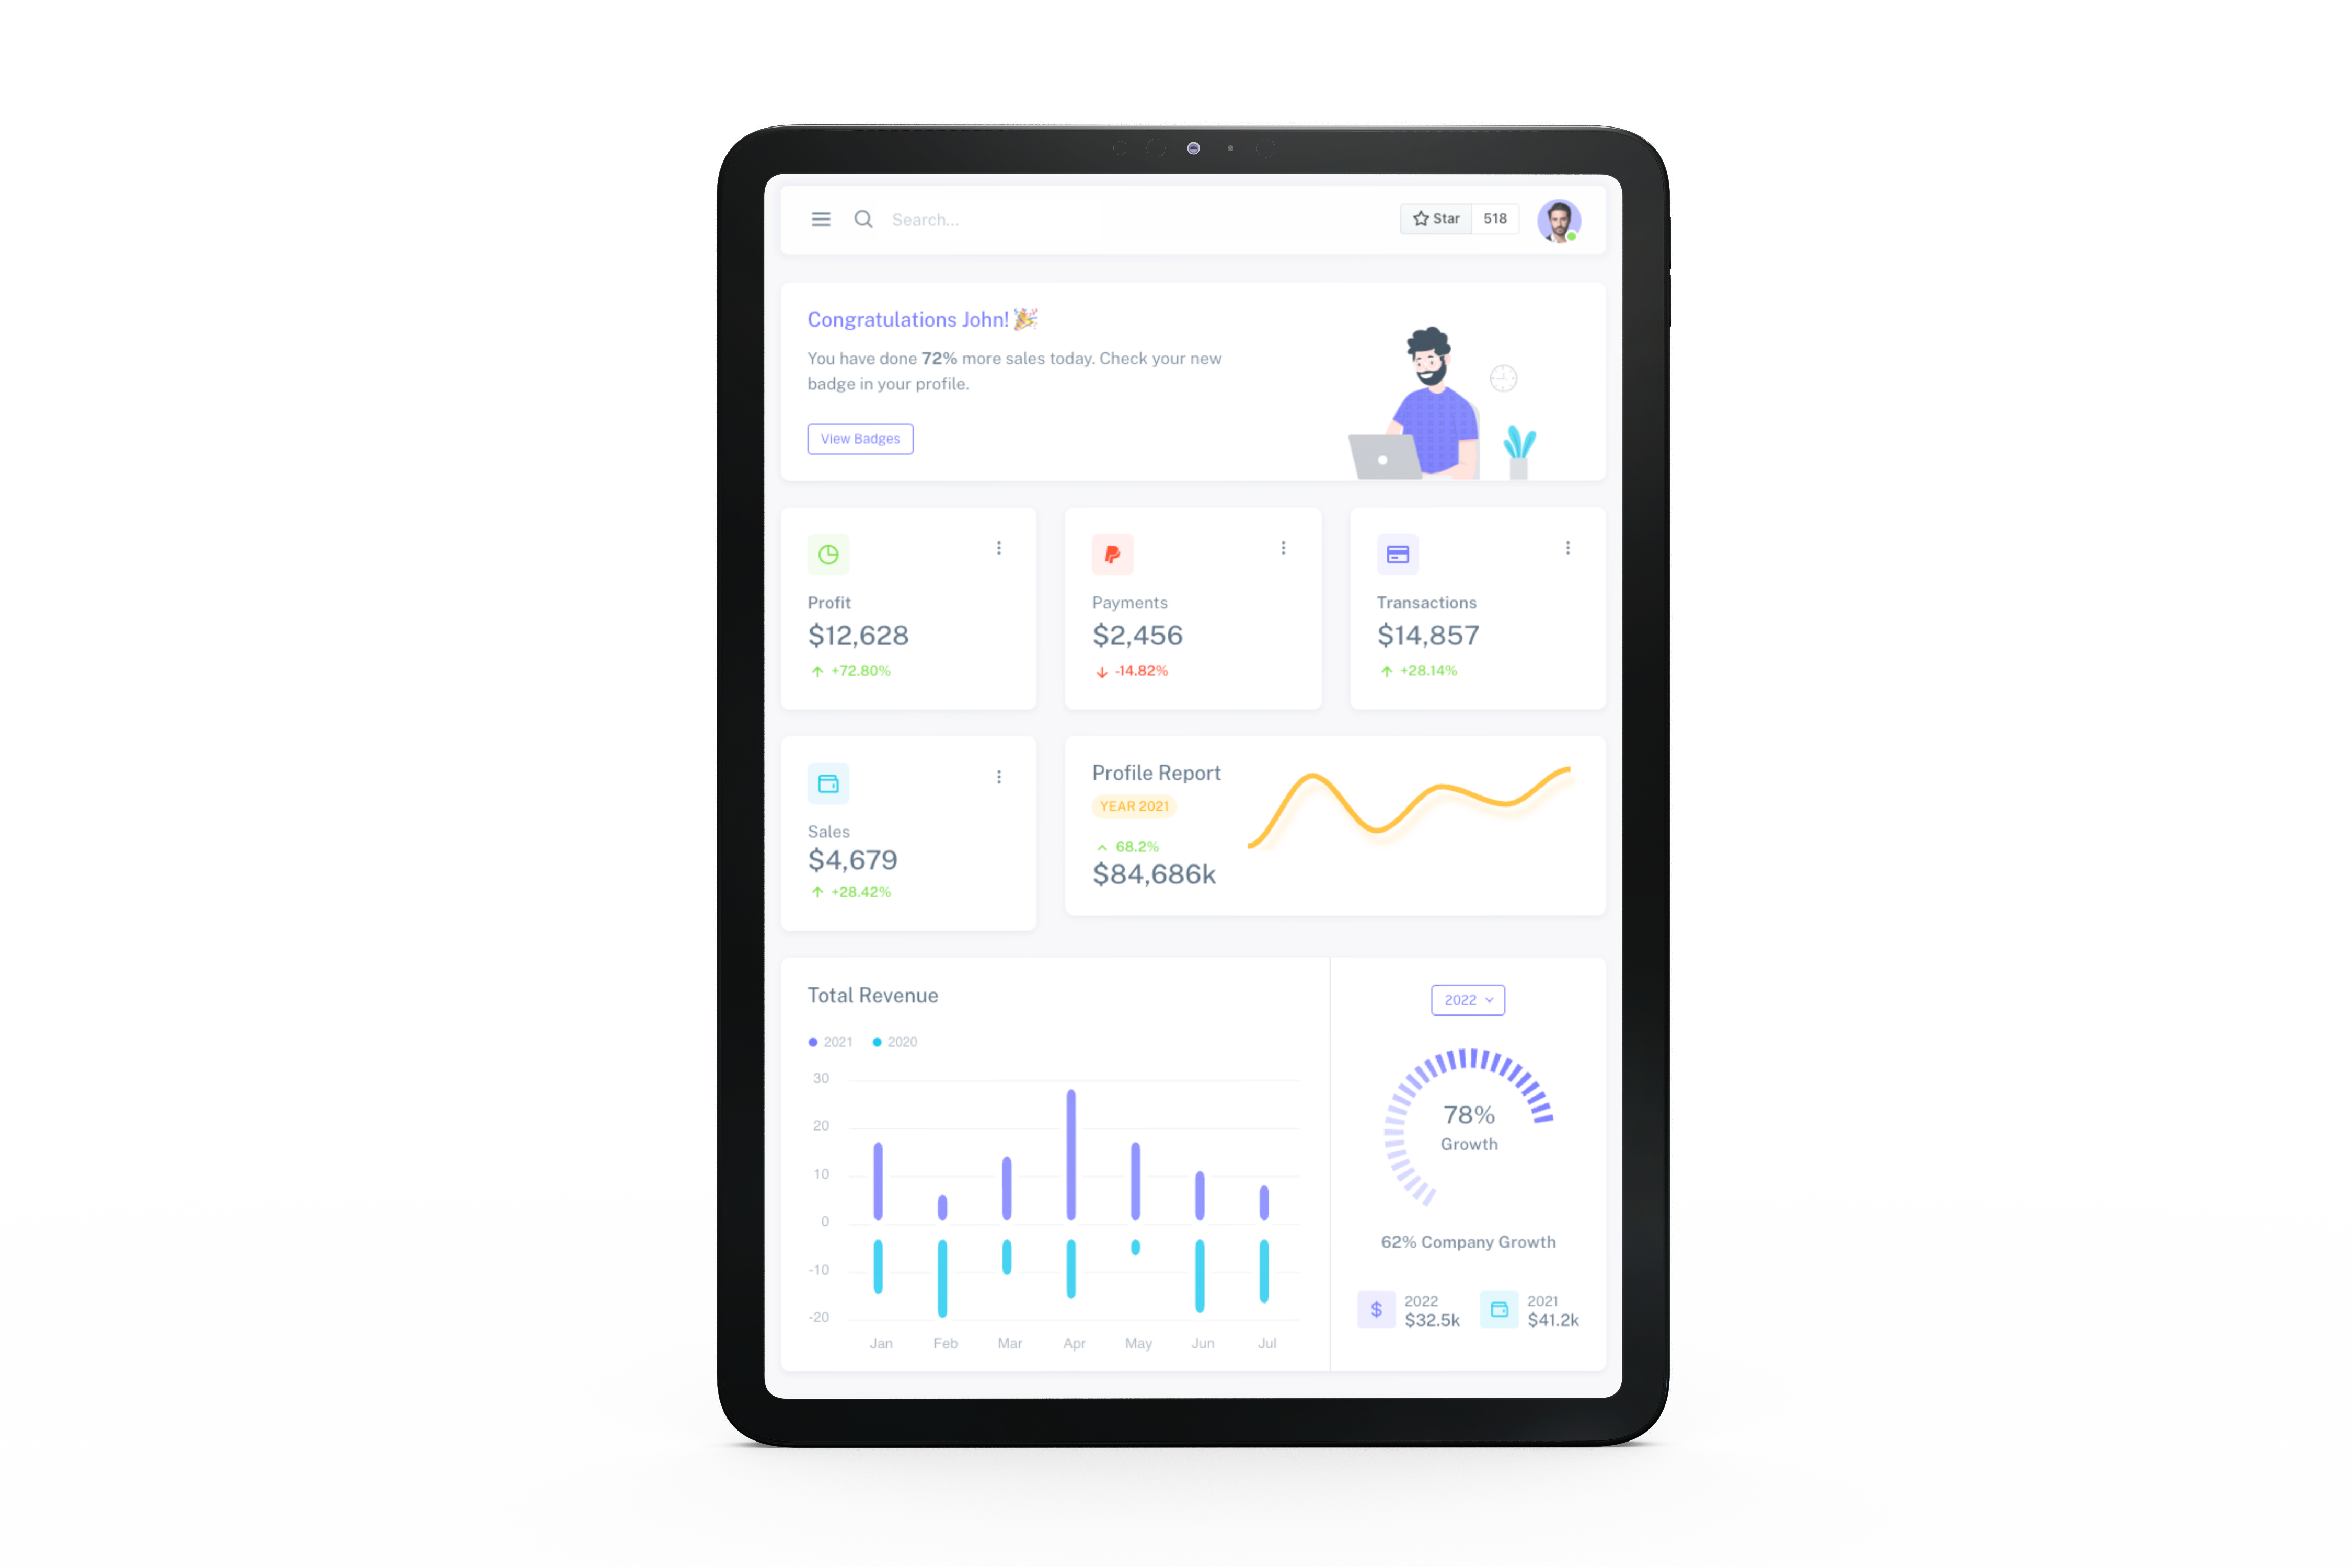 Search...
Star 518
Congratulations John! 🎉
You have done 72% more sales today. Check your new
badge in your profile.
View Badges
Profit
$12,628
+72.80%
Payments
$2,456
-14.82%
Transactions
$14,857
+28.14%
Sales
$4,679
+28.42%
Profile Report
YEAR 2021
68.2%
$84,686k
Total Revenue
2021 2020
30
20
10
0
-10
-20
Jan Feb Mar Apr May Jun Jul
2022
78%
Growth
62% Company Growth
2022
$32.5k
2021
$41.2k